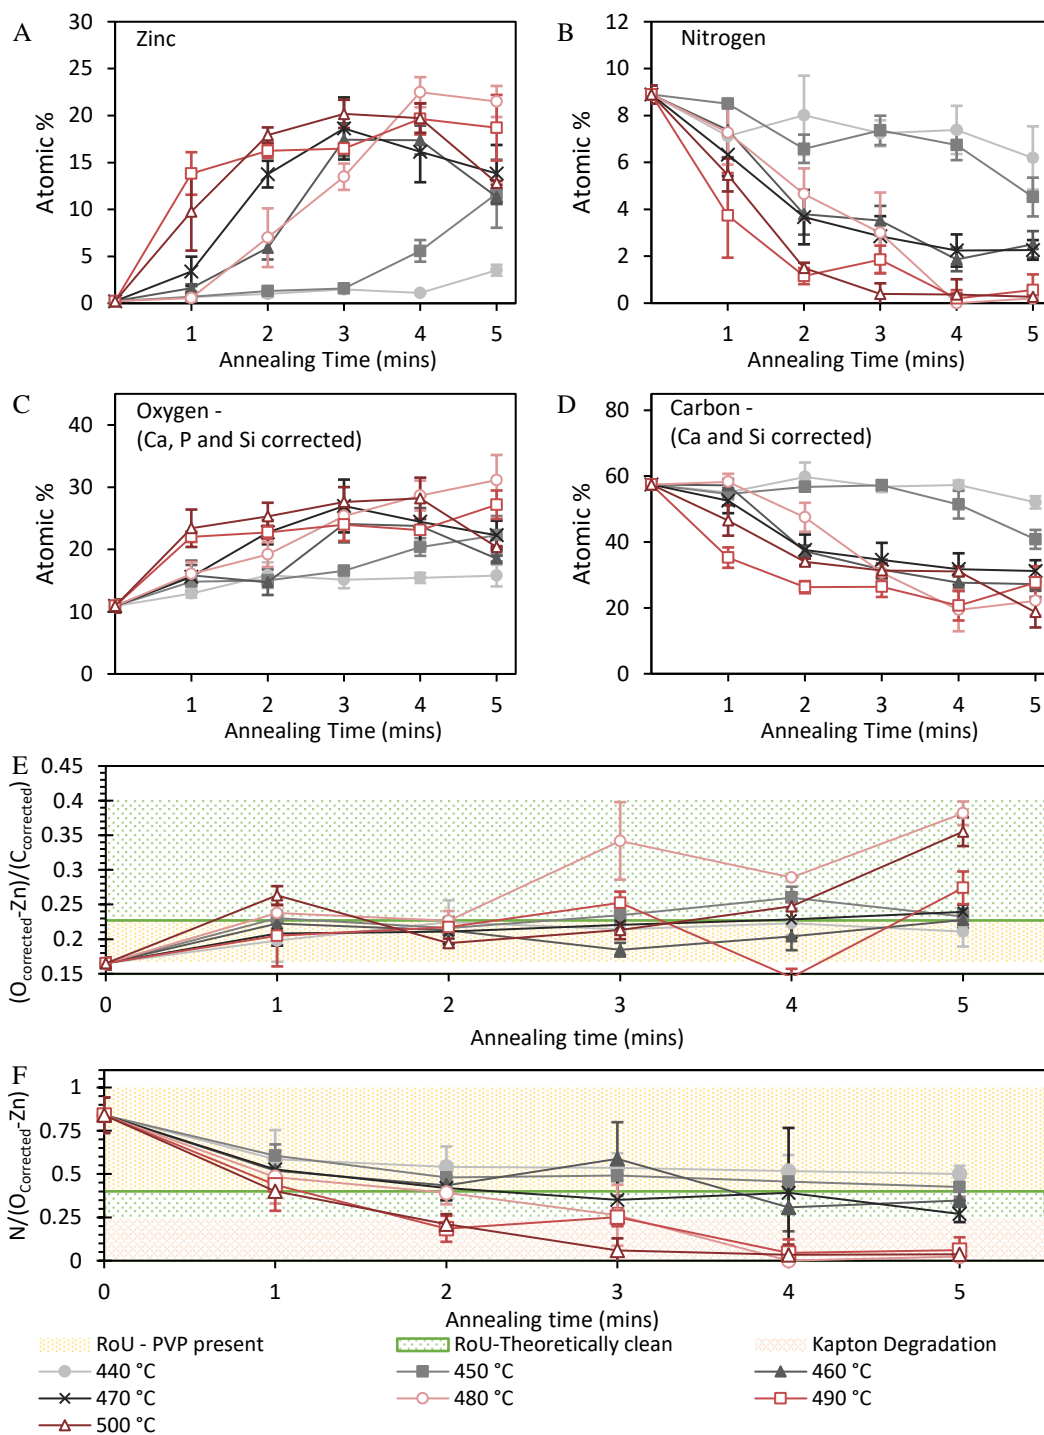 A
Zinc
30
25
20
15
10
5
0
Atomic %
1 2 3 4 5
Annealing Time (mins)
B
Nitrogen
12
9
6
3
0
Atomic %
1 2 3 4 5
Annealing Time (mins)
C
Oxygen -
(Ca, P and Si corrected)
40
30
20
10
0
Atomic %
1 2 3 4 5
Annealing Time (mins)
D
Carbon -
(Ca and Si corrected)
80
60
40
20
0
Atomic %
1 2 3 4 5
Annealing Time (mins)
E
0.45
0.4
0.35
0.3
0.25
0.2
0.15
(Ocorrected-Zn)/(Ccorrected)
0 1 2 3 4 5
Annealing time (mins)
F
1
0.75
0.5
0.25
0
N/(OCorrected-Zn)
0 1 2 3 4 5
Annealing time (mins)
RoU - PVP present RoU-Theoretically clean Kapton Degradation
440 °C 450 °C 460 °C
470 °C 480 °C 490 °C
500 °C